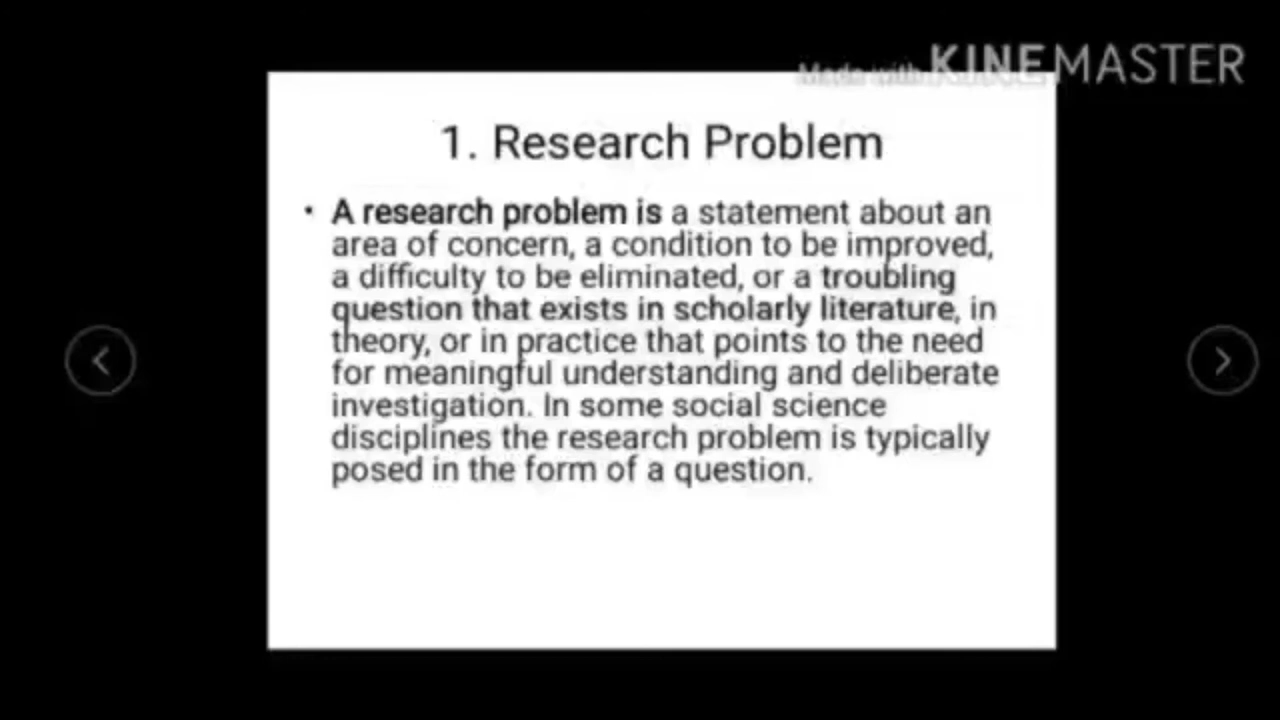 Made with KINEMASTER
1. Research Problem
• A research problem is a statement about an
area of concern, a condition to be improved,
a difficulty to be eliminated, or a troubling
question that exists in scholarly literature, in
theory, or in practice that points to the need
for meaningful understanding and deliberate
investigation. In some social science
disciplines the research problem is typically
posed in the form of a question.